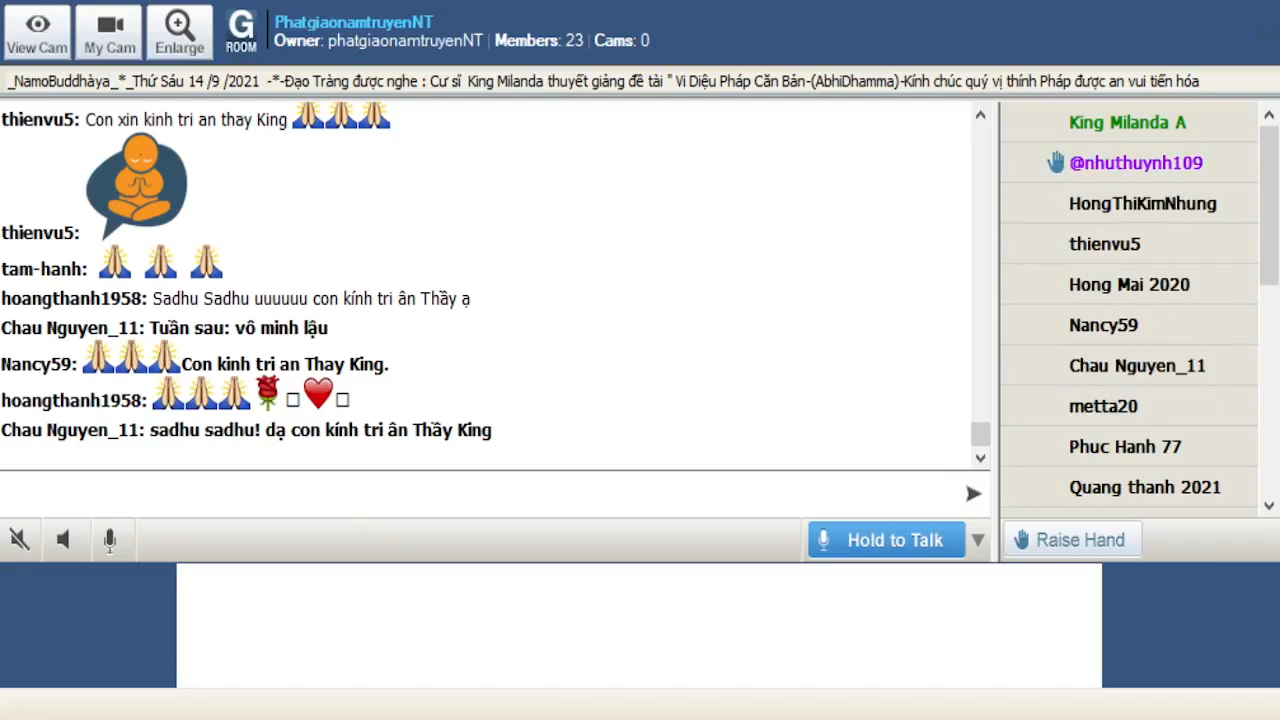 View Cam
My Cam
Enlarge
G
ROOM
PhatgiaonamtruyenNT
Owner: phatgiaonamtruyenNT | Members: 23 | Cams: 0
_NamoBuddhàya_*_Thứ Sáu 14 /9 /2021 -*-Đạo Tràng được nghe : Cư sĩ King Milanda thuyết giảng đề tài " Vi Diệu Pháp Căn Bản-(AbhiDhamma)-Kính chúc quý vị thính Pháp được an vui tiến hóa
thienvu5: Con xin kinh tri an thay King
thienvu5:
tam-hanh:
hoangthanh1958: Sadhu Sadhu uuuuuu con kính tri ân Thầy ạ
Chau Nguyen_11: Tuần sau: vô minh lậu
Nancy59: Con kinh tri an Thay King.
hoangthanh1958:
Chau Nguyen_11: sadhu sadhu! dạ con kính tri ân Thầy King
King Milanda A
@nhuthuynh109
HongThiKimNhung
thienvu5
Hong Mai 2020
Nancy59
Chau Nguyen_11
metta20
Phuc Hanh 77
Quang thanh 2021
Hold to Talk
Raise Hand